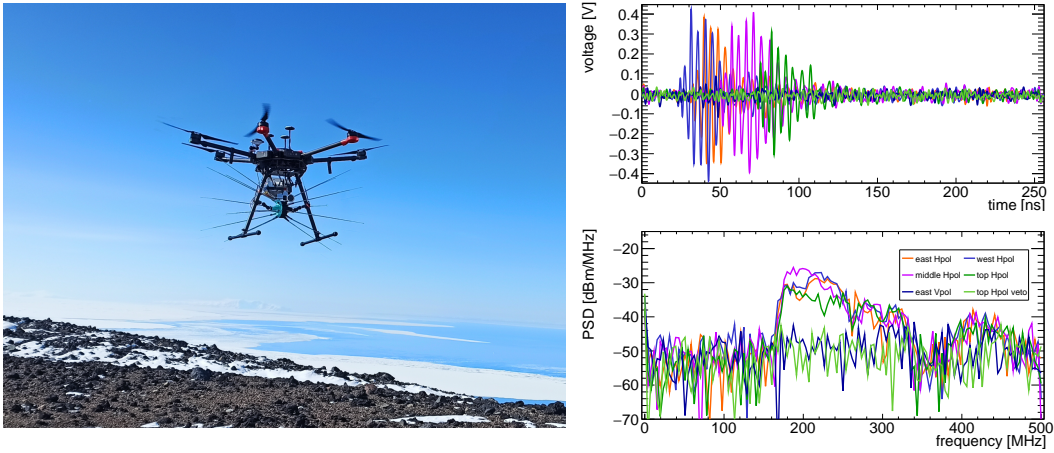 voltage [V]
0.4
0.3
0.2
0.1
0
−0.1
−0.2
−0.3
−0.4
0 50 100 150 200 250
time [ns]
PSD [dBm/MHz]
−20
−30
−40
−50
−60
−70
east Hpol west Hpol
middle Hpol top Hpol
east Vpol top Hpol veto
0 100 200 300 400 500
frequency [MHz]